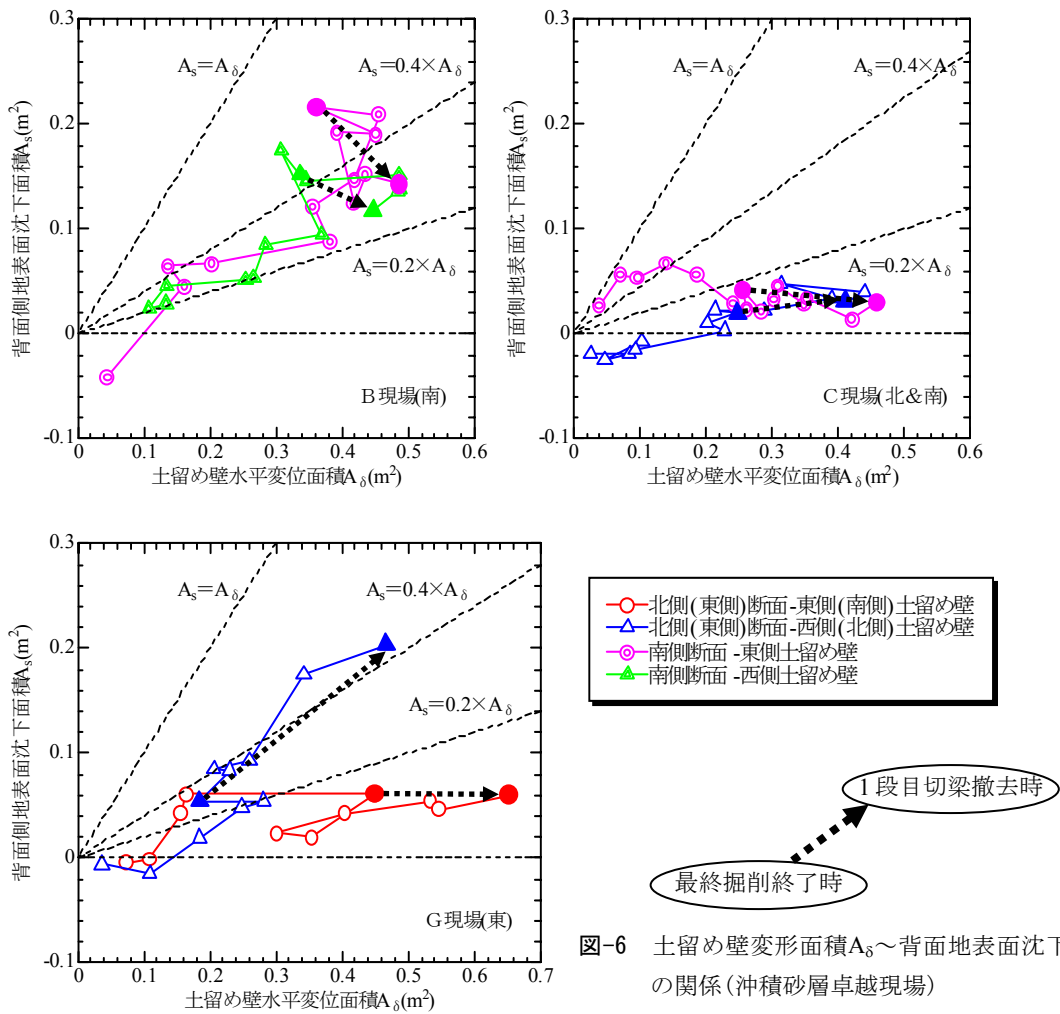 0.3
0.2
0.1
0
-0.1
背面側地表面沈下面積As(m²)
As=Aδ
As=0.4×Aδ
As=0.2×Aδ
B現場(南)
0 0.1 0.2 0.3 0.4 0.5 0.6
土留め壁水平変位面積Aδ(m²)
0.3
0.2
0.1
0
-0.1
背面側地表面沈下面積As(m²)
As=Aδ
As=0.4×Aδ
As=0.2×Aδ
C現場(北&南)
0 0.1 0.2 0.3 0.4 0.5 0.6
土留め壁水平変位面積Aδ(m²)
0.3
0.2
0.1
0
-0.1
背面側地表面沈下面積As(m²)
As=Aδ
As=0.4×Aδ
As=0.2×Aδ
G現場(東)
0 0.1 0.2 0.3 0.4 0.5 0.6 0.7
土留め壁水平変位面積Aδ(m²)
北側(東側)断面-東側(南側)土留め壁
北側(東側)断面-西側(北側)土留め壁
南側断面-東側土留め壁
南側断面-西側土留め壁
1段目切梁撤去時
最終掘削終了時
図-6 土留め壁変形面積Aδ～背面地表面沈下
の関係(沖積砂層卓越現場)